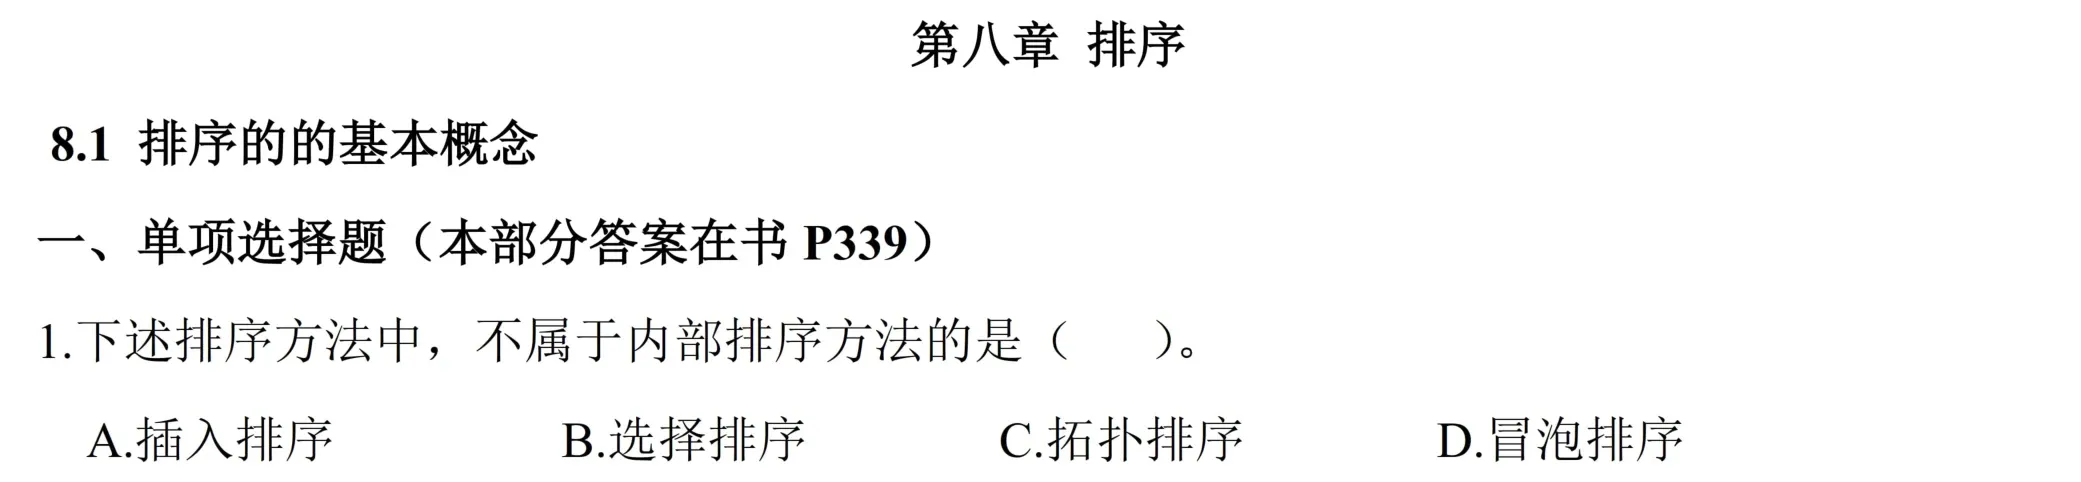 第八章 排序
8.1 排序的的基本概念
一、单项选择题（本部分答案在书 P339）
1.下述排序方法中，不属于内部排序方法的是（　　）。
A.插入排序 B.选择排序 C.拓扑排序 D.冒泡排序